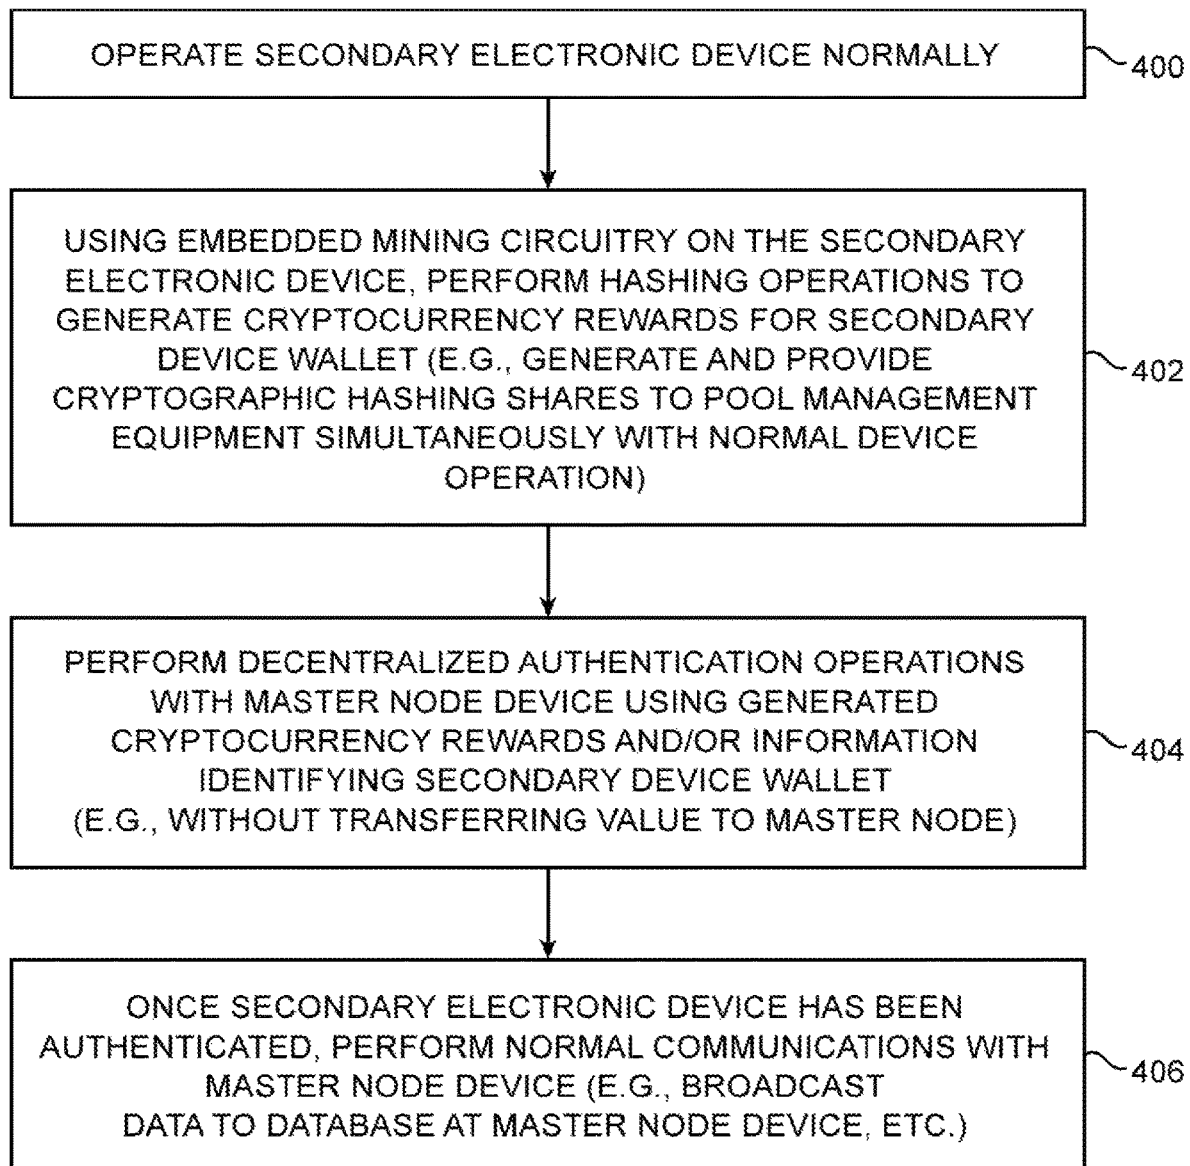 OPERATE SECONDARY ELECTRONIC DEVICE NORMALLY
400
USING EMBEDDED MINING CIRCUITRY ON THE SECONDARY
ELECTRONIC DEVICE, PERFORM HASHING OPERATIONS TO
GENERATE CRYPTOCURRENCY REWARDS FOR SECONDARY
DEVICE WALLET (E.G., GENERATE AND PROVIDE
CRYPTOGRAPHIC HASHING SHARES TO POOL MANAGEMENT
EQUIPMENT SIMULTANEOUSLY WITH NORMAL DEVICE
OPERATION)
402
PERFORM DECENTRALIZED AUTHENTICATION OPERATIONS
WITH MASTER NODE DEVICE USING GENERATED
CRYPTOCURRENCY REWARDS AND/OR INFORMATION
IDENTIFYING SECONDARY DEVICE WALLET
(E.G., WITHOUT TRANSFERRING VALUE TO MASTER NODE)
404
ONCE SECONDARY ELECTRONIC DEVICE HAS BEEN
AUTHENTICATED, PERFORM NORMAL COMMUNICATIONS WITH
MASTER NODE DEVICE (E.G., BROADCAST
DATA TO DATABASE AT MASTER NODE DEVICE, ETC.)
406